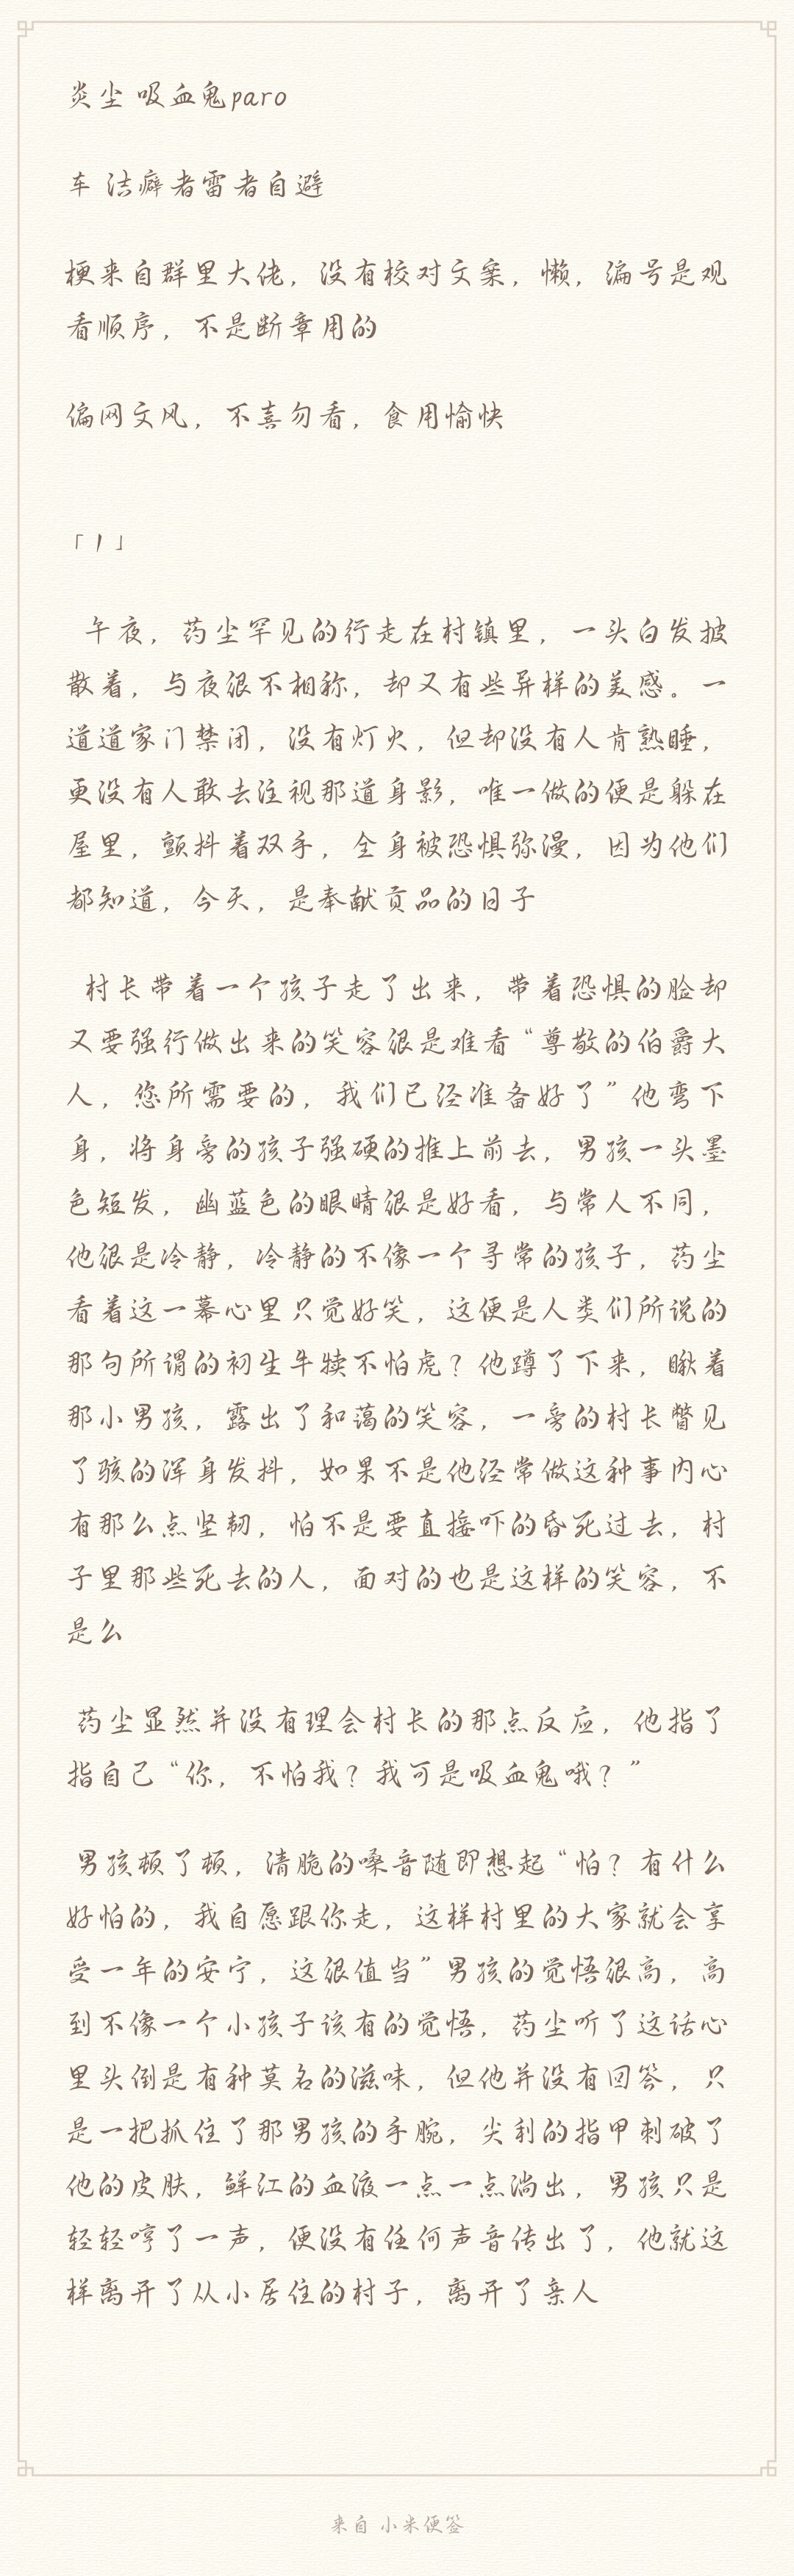 炎尘 吸血鬼paro
车 洁癖者雷者自避
梗来自群里大佬，没有校对文案，懒，编号是观
看顺序，不是断章用的
偏网文风，不喜勿看，食用愉快
「1」
午夜，药尘罕见的行走在村镇里，一头白发披
散着，与夜很不相称，却又有些异样的美感。一
道道家门禁闭，没有灯火，但却没有人肯熟睡，
更没有人敢去注视那道身影，唯一做的便是躲在
屋里，颤抖着双手，全身被恐惧弥漫，因为他们
都知道，今天，是奉献贡品的日子
村长带着一个孩子走了出来，带着恐惧的脸却
又要强行做出来的笑容很是难看“尊敬的伯爵大
人，您所需要的，我们已经准备好了”他弯下
身，将身旁的孩子强硬的推上前去，男孩一头墨
色短发，幽蓝色的眼睛很是好看，与常人不同，
他很是冷静，冷静的不像一个寻常的孩子，药尘
看着这一幕心里只觉好笑，这便是人类们所说的
那句所谓的初生牛犊不怕虎？他蹲了下来，瞅着
那小男孩，露出了和蔼的笑容，一旁的村长瞥见
了骇的浑身发抖，如果不是他经常做这种事内心
有那么点坚韧，怕不是要直接吓的昏死过去，村
子里那些死去的人，面对的也是这样的笑容，不
是么
药尘显然并没有理会村长的那点反应，他指了
指自己“你，不怕我？我可是吸血鬼哦？”
男孩顿了顿，清脆的嗓音随即想起“怕？有什么
好怕的，我自愿跟你走，这样村里的大家就会享
受一年的安宁，这很值当”男孩的觉悟很高，高
到不像一个小孩子该有的觉悟，药尘听了这话心
里头倒是有种莫名的滋味，但他并没有回答，只
是一把抓住了那男孩的手腕，尖利的指甲刺破了
他的皮肤，鲜红的血液一点一点淌出，男孩只是
轻轻哼了一声，便没有任何声音传出了，他就这
样离开了从小居住的村子，离开了亲人
来自 小米便签